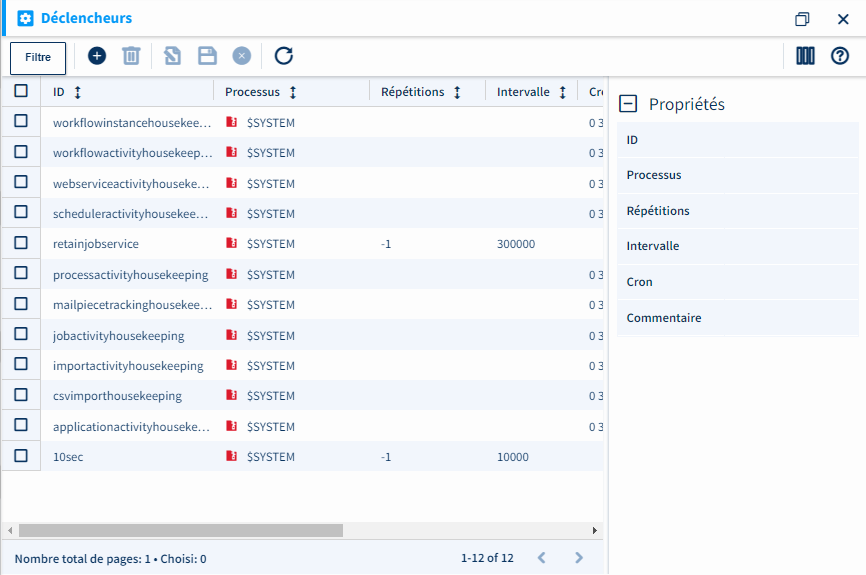 Déclencheurs
Filtre
ID Processus Répétitions Intervalle Cr
workflowinstancehousekee... $SYSTEM 0 3
workflowactivityhousekeep... $SYSTEM 0 3
webserviceactivityhouseke... $SYSTEM 0 3
scheduleractivityhousekee... $SYSTEM 0 3
retainjobservice $SYSTEM -1 300000
processactivityhousekeeping $SYSTEM 0 3
mailpiecetrackinghousekee... $SYSTEM 0 3
jobactivityhousekeeping $SYSTEM 0 3
importactivityhousekeeping $SYSTEM 0 3
csvimporthousekeeping $SYSTEM 0 3
applicationactivityhouseke... $SYSTEM 0 3
10sec $SYSTEM -1 10000
Nombre total de pages: 1 • Choisi: 0 1-12 of 12
Propriétés
ID
Processus
Répétitions
Intervalle
Cron
Commentaire